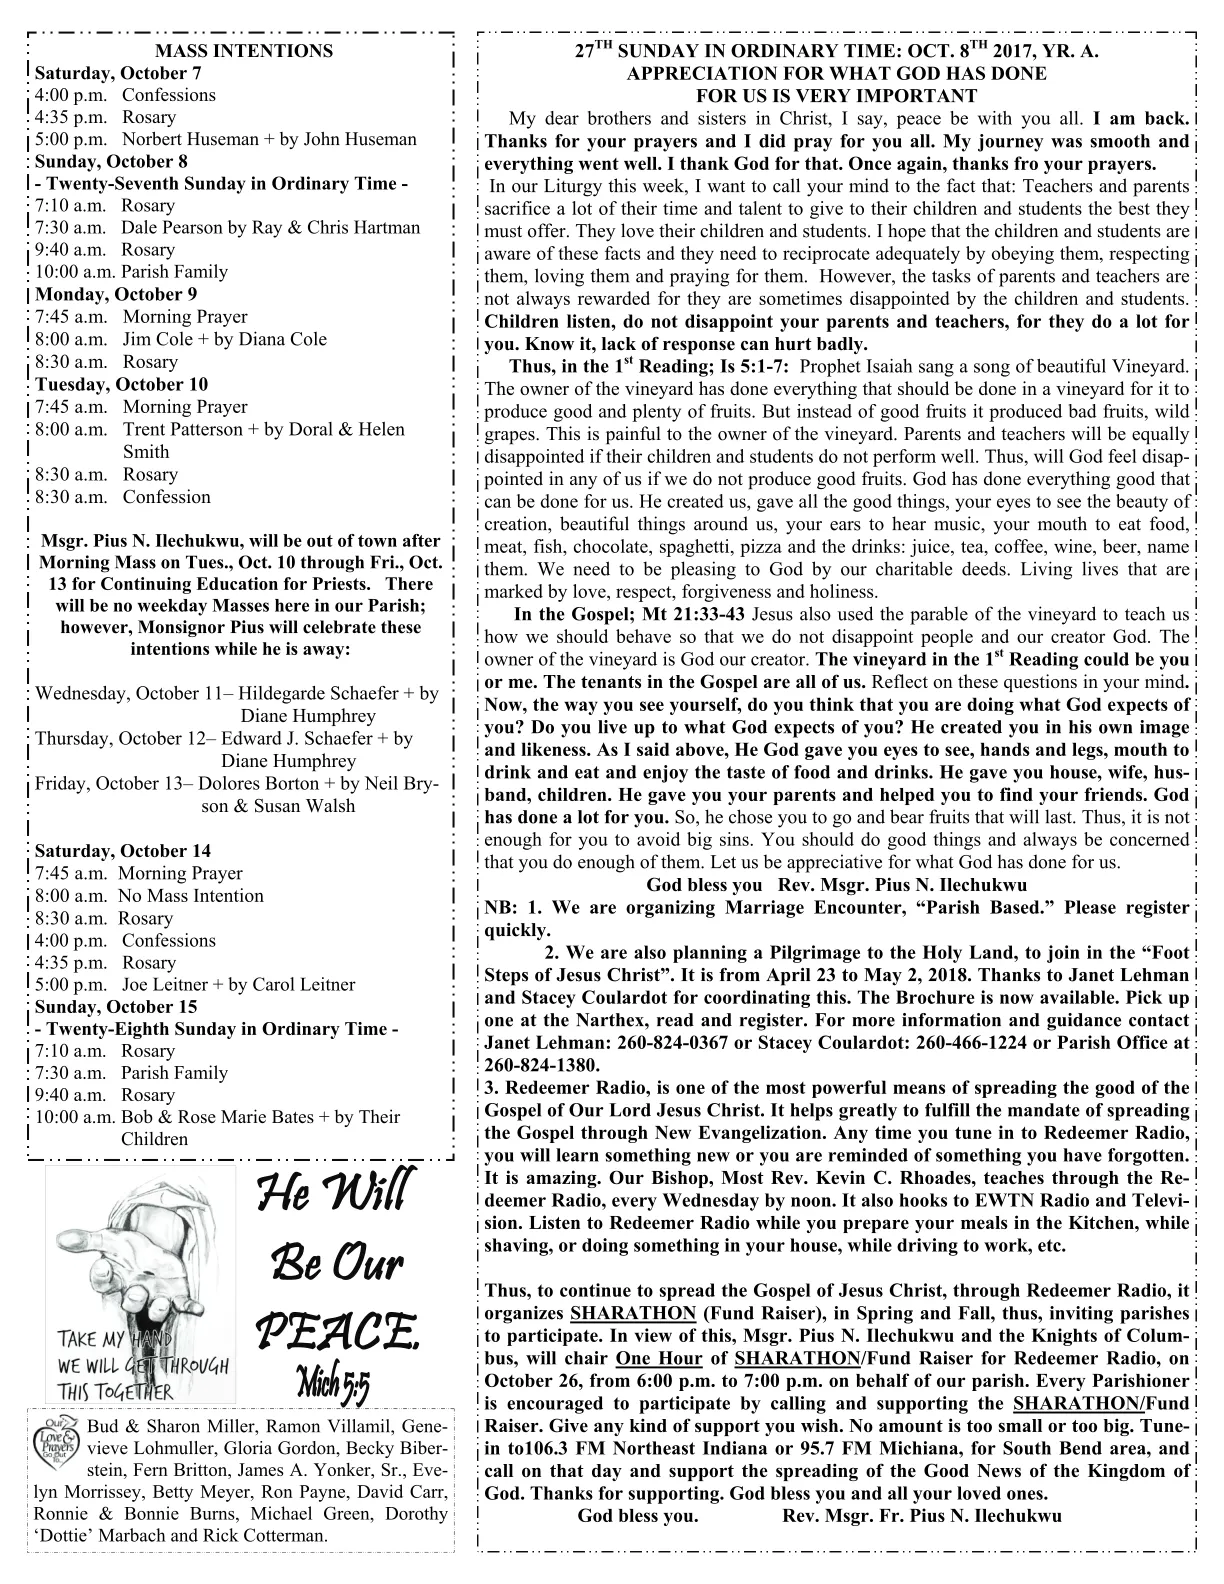 MASS INTENTIONS
Saturday, October 7
4:00 p.m. Confessions
4:35 p.m. Rosary
5:00 p.m. Norbert Huseman + by John Huseman
Sunday, October 8
- Twenty-Seventh Sunday in Ordinary Time -
7:10 a.m. Rosary
7:30 a.m. Dale Pearson by Ray & Chris Hartman
9:40 a.m. Rosary
10:00 a.m. Parish Family
Monday, October 9
7:45 a.m. Morning Prayer
8:00 a.m. Jim Cole + by Diana Cole
8:30 a.m. Rosary
Tuesday, October 10
7:45 a.m. Morning Prayer
8:00 a.m. Trent Patterson + by Doral & Helen
Smith
8:30 a.m. Rosary
8:30 a.m. Confession
Msgr. Pius N. Ilechukwu, will be out of town after
Morning Mass on Tues., Oct. 10 through Fri., Oct.
13 for Continuing Education for Priests. There
will be no weekday Masses here in our Parish;
however, Monsignor Pius will celebrate these
intentions while he is away:
Wednesday, October 11– Hildegarde Schaefer + by
Diane Humphrey
Thursday, October 12– Edward J. Schaefer + by
Diane Humphrey
Friday, October 13– Dolores Borton + by Neil Bry-
son & Susan Walsh
Saturday, October 14
7:45 a.m. Morning Prayer
8:00 a.m. No Mass Intention
8:30 a.m. Rosary
4:00 p.m. Confessions
4:35 p.m. Rosary
5:00 p.m. Joe Leitner + by Carol Leitner
Sunday, October 15
- Twenty-Eighth Sunday in Ordinary Time -
7:10 a.m. Rosary
7:30 a.m. Parish Family
9:40 a.m. Rosary
10:00 a.m. Bob & Rose Marie Bates + by Their
Children
TAKE MY HAND
WE WILL GET THROUGH
THIS TOGETHER
He Will
Be Our
PEACE.
Mich 5:5
Our
Love &
Prayers
Go Out
To...
Bud & Sharon Miller, Ramon Villamil, Gene-
vieve Lohmuller, Gloria Gordon, Becky Biber-
stein, Fern Britton, James A. Yonker, Sr., Eve-
lyn Morrissey, Betty Meyer, Ron Payne, David Carr,
Ronnie & Bonnie Burns, Michael Green, Dorothy
‘Dottie’ Marbach and Rick Cotterman.
27TH SUNDAY IN ORDINARY TIME: OCT. 8TH 2017, YR. A.
APPRECIATION FOR WHAT GOD HAS DONE
FOR US IS VERY IMPORTANT
My dear brothers and sisters in Christ, I say, peace be with you all. I am back.
Thanks for your prayers and I did pray for you all. My journey was smooth and
everything went well. I thank God for that. Once again, thanks fro your prayers.
In our Liturgy this week, I want to call your mind to the fact that: Teachers and parents
sacrifice a lot of their time and talent to give to their children and students the best they
must offer. They love their children and students. I hope that the children and students are
aware of these facts and they need to reciprocate adequately by obeying them, respecting
them, loving them and praying for them. However, the tasks of parents and teachers are
not always rewarded for they are sometimes disappointed by the children and students.
Children listen, do not disappoint your parents and teachers, for they do a lot for
you. Know it, lack of response can hurt badly.
Thus, in the 1st Reading; Is 5:1-7: Prophet Isaiah sang a song of beautiful Vineyard.
The owner of the vineyard has done everything that should be done in a vineyard for it to
produce good and plenty of fruits. But instead of good fruits it produced bad fruits, wild
grapes. This is painful to the owner of the vineyard. Parents and teachers will be equally
disappointed if their children and students do not perform well. Thus, will God feel disap-
pointed in any of us if we do not produce good fruits. God has done everything good that
can be done for us. He created us, gave all the good things, your eyes to see the beauty of
creation, beautiful things around us, your ears to hear music, your mouth to eat food,
meat, fish, chocolate, spaghetti, pizza and the drinks: juice, tea, coffee, wine, beer, name
them. We need to be pleasing to God by our charitable deeds. Living lives that are
marked by love, respect, forgiveness and holiness.
In the Gospel; Mt 21:33-43 Jesus also used the parable of the vineyard to teach us
how we should behave so that we do not disappoint people and our creator God. The
owner of the vineyard is God our creator. The vineyard in the 1st Reading could be you
or me. The tenants in the Gospel are all of us. Reflect on these questions in your mind.
Now, the way you see yourself, do you think that you are doing what God expects of
you? Do you live up to what God expects of you? He created you in his own image
and likeness. As I said above, He God gave you eyes to see, hands and legs, mouth to
drink and eat and enjoy the taste of food and drinks. He gave you house, wife, hus-
band, children. He gave you your parents and helped you to find your friends. God
has done a lot for you. So, he chose you to go and bear fruits that will last. Thus, it is not
enough for you to avoid big sins. You should do good things and always be concerned
that you do enough of them. Let us be appreciative for what God has done for us.
God bless you Rev. Msgr. Pius N. Ilechukwu
NB: 1. We are organizing Marriage Encounter, “Parish Based.” Please register
quickly.
2. We are also planning a Pilgrimage to the Holy Land, to join in the “Foot
Steps of Jesus Christ”. It is from April 23 to May 2, 2018. Thanks to Janet Lehman
and Stacey Coulardot for coordinating this. The Brochure is now available. Pick up
one at the Narthex, read and register. For more information and guidance contact
Janet Lehman: 260-824-0367 or Stacey Coulardot: 260-466-1224 or Parish Office at
260-824-1380.
3. Redeemer Radio, is one of the most powerful means of spreading the good of the
Gospel of Our Lord Jesus Christ. It helps greatly to fulfill the mandate of spreading
the Gospel through New Evangelization. Any time you tune in to Redeemer Radio,
you will learn something new or you are reminded of something you have forgotten.
It is amazing. Our Bishop, Most Rev. Kevin C. Rhoades, teaches through the Re-
deemer Radio, every Wednesday by noon. It also hooks to EWTN Radio and Televi-
sion. Listen to Redeemer Radio while you prepare your meals in the Kitchen, while
shaving, or doing something in your house, while driving to work, etc.
Thus, to continue to spread the Gospel of Jesus Christ, through Redeemer Radio, it
organizes SHARATHON (Fund Raiser), in Spring and Fall, thus, inviting parishes
to participate. In view of this, Msgr. Pius N. Ilechukwu and the Knights of Colum-
bus, will chair One Hour of SHARATHON/Fund Raiser for Redeemer Radio, on
October 26, from 6:00 p.m. to 7:00 p.m. on behalf of our parish. Every Parishioner
is encouraged to participate by calling and supporting the SHARATHON/Fund
Raiser. Give any kind of support you wish. No amount is too small or too big. Tune-
in to106.3 FM Northeast Indiana or 95.7 FM Michiana, for South Bend area, and
call on that day and support the spreading of the Good News of the Kingdom of
God. Thanks for supporting. God bless you and all your loved ones.
God bless you. Rev. Msgr. Fr. Pius N. Ilechukwu